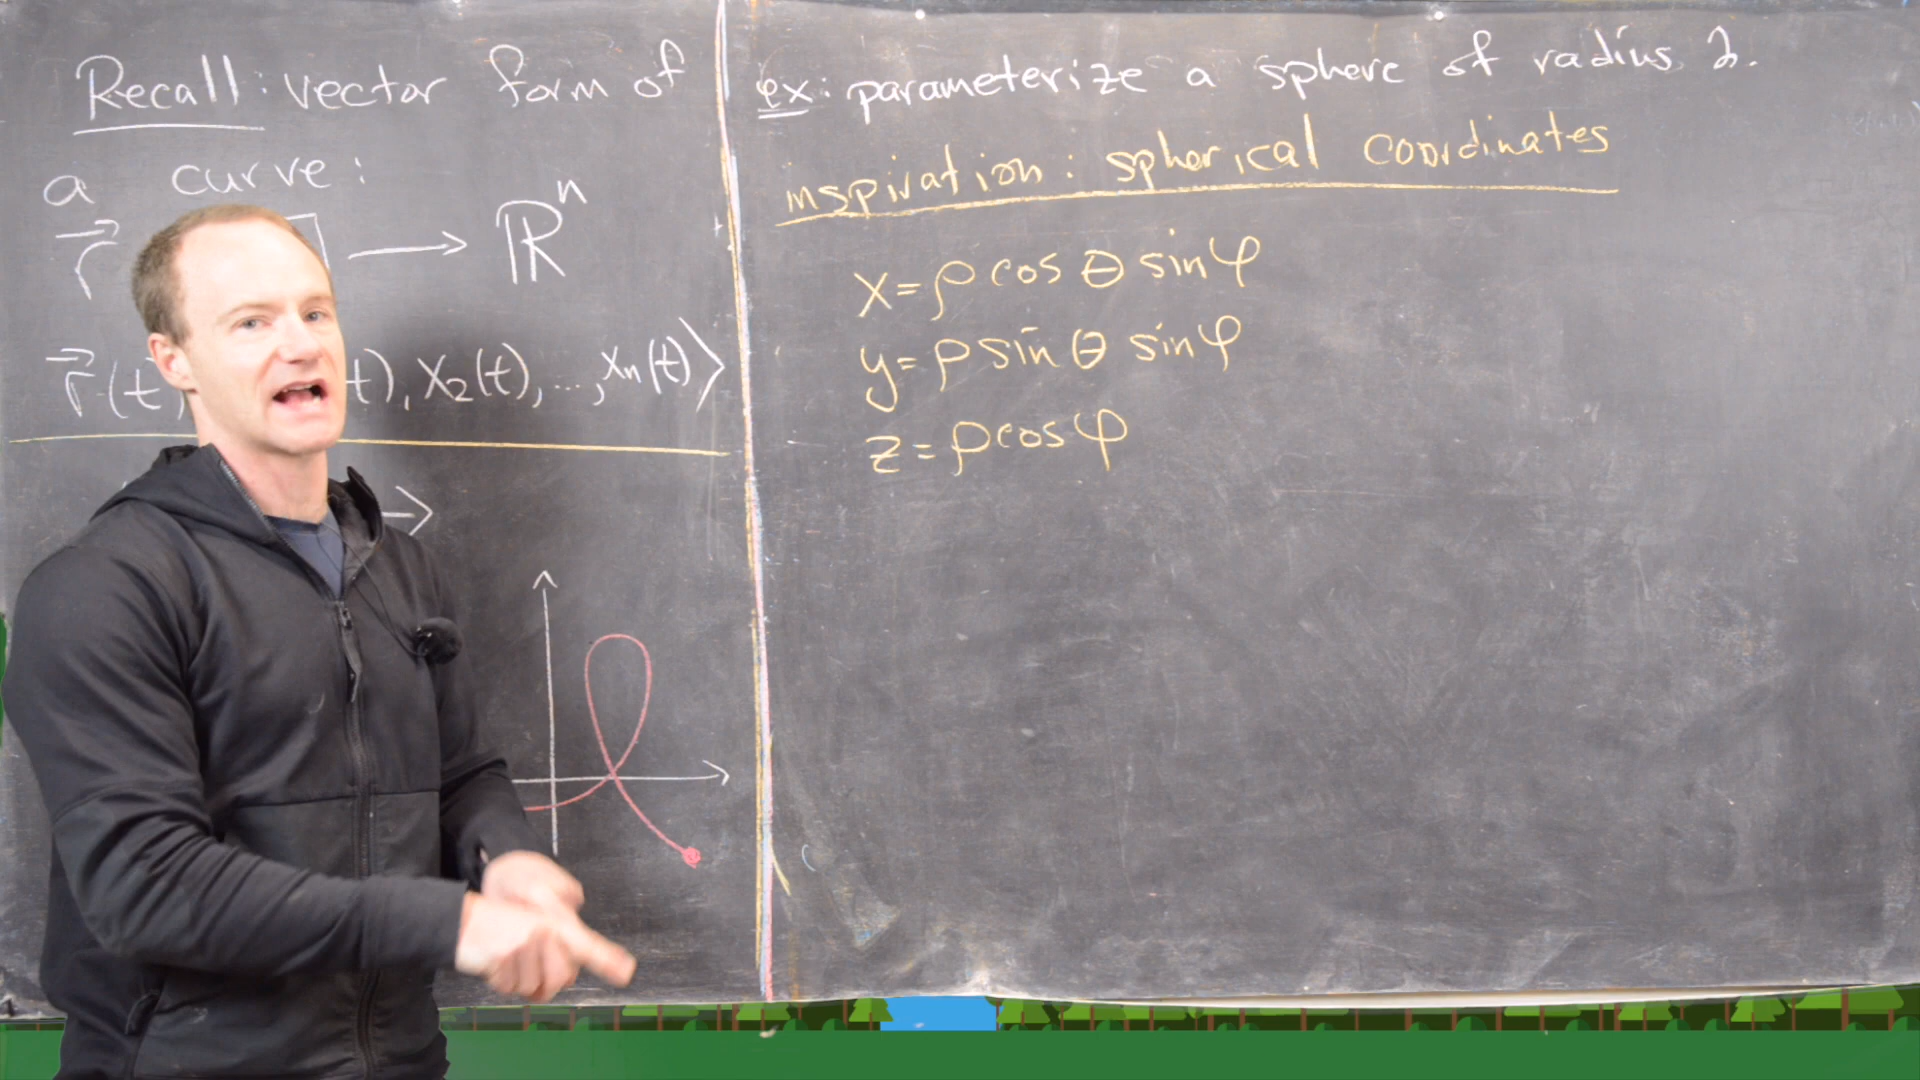 Recall: vector form of
a curve:
r⃗ ⟶ ℝⁿ
r⃗(t) t), X₂(t), ..., Xₙ(t)⟩
ex: parameterize a sphere of radius 2.
inspiration: spherical coordinates
x = ρ cos θ sin φ
y = ρ sin θ sin φ
z = ρ cos φ